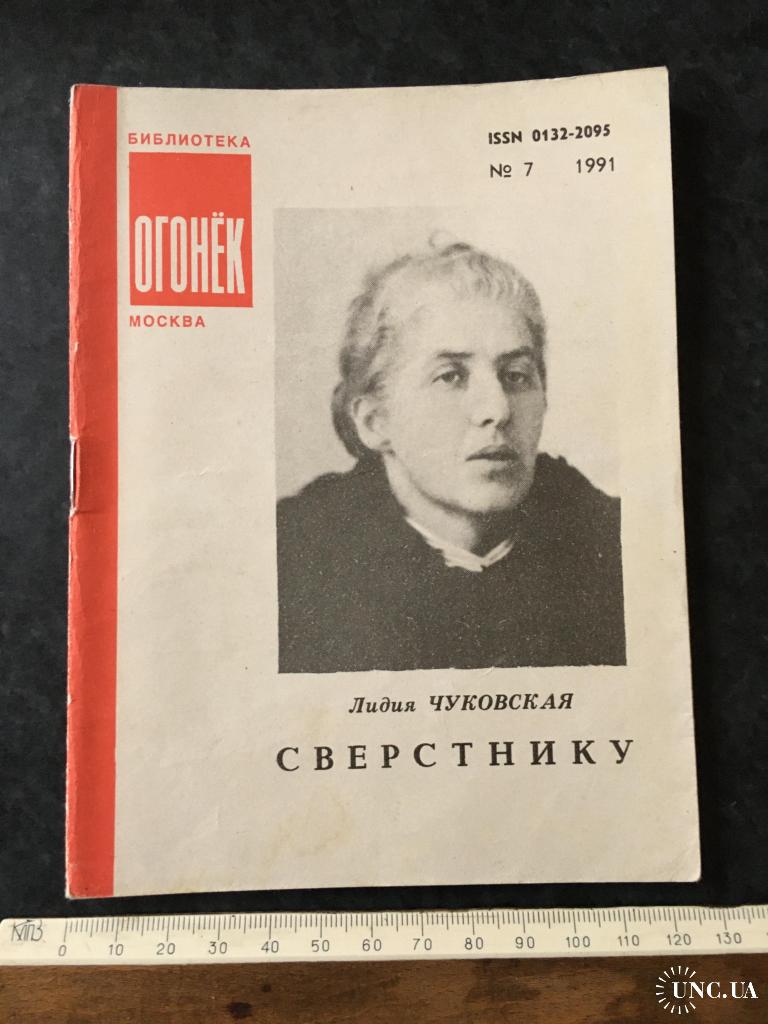 БИБЛИОТЕКА
ОГОНЁК
МОСКВА
ISSN 0132-2095
№ 7 1991
Лидия ЧУКОВСКАЯ
СВЕРСТНИКУ
КПЗ
0 10 20 30 40 50 60 70 80 90 100 110 120 130
UNC.UA